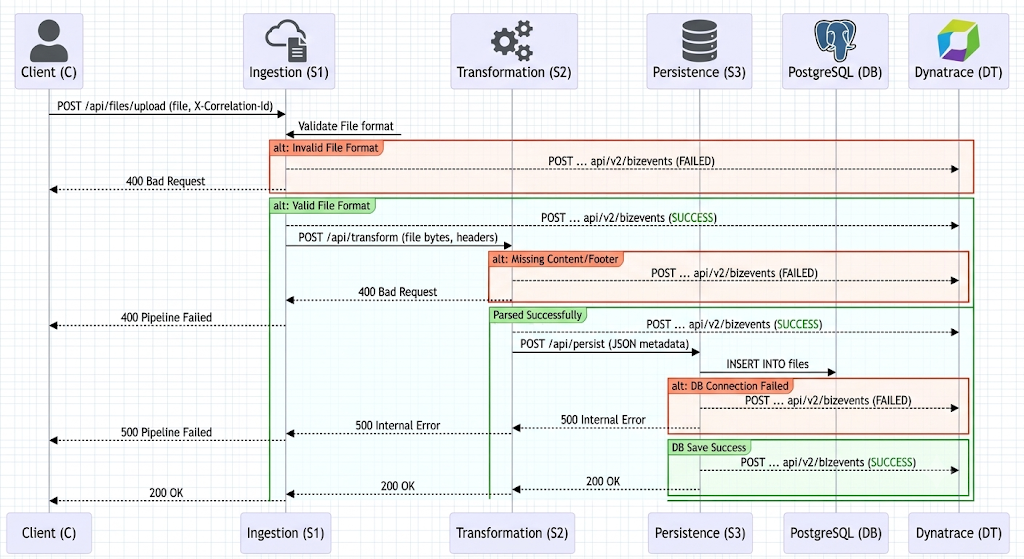 Client (C)
Ingestion (S1)
Transformation (S2)
Persistence (S3)
PostgreSQL (DB)
Dynatrace (DT)
POST /api/files/upload (file, X-Correlation-Id)
Validate File format
alt: Invalid File Format
POST ... api/v2/bizevents (FAILED)
400 Bad Request
alt: Valid File Format
POST ... api/v2/bizevents (SUCCESS)
POST /api/transform (file bytes, headers)
alt: Missing Content/Footer
POST ... api/v2/bizevents (FAILED)
400 Bad Request
400 Pipeline Failed
Parsed Successfully
POST ... api/v2/bizevents (SUCCESS)
POST /api/persist (JSON metadata)
INSERT INTO files
alt: DB Connection Failed
POST ... api/v2/bizevents (FAILED)
500 Internal Error
500 Internal Error
500 Pipeline Failed
DB Save Success
POST ... api/v2/bizevents (SUCCESS)
200 OK
200 OK
200 OK
Client (C)
Ingestion (S1)
Transformation (S2)
Persistence (S3)
PostgreSQL (DB)
Dynatrace (DT)